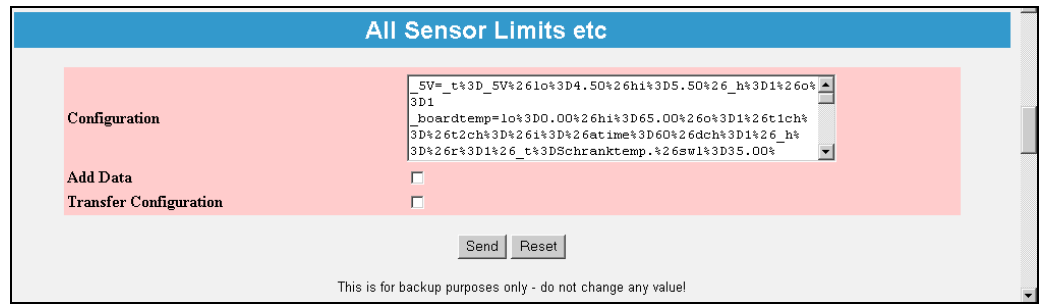 All Sensor Limits etc
Configuration
_5V=_t%3D_5V%26lo%3D4.50%26hi%3D5.50%26_h%3D1%26o%
3D1
_boardtemp=lo%3D0.00%26hi%3D65.00%26o%3D1%26t1ch%
3D%26t2ch%3D%26i%3D%26atime%3D60%26dch%3D1%26_h%
3D%26r%3D1%26_t%3DSchranktemp.%26swl%3D35.00%
Add Data
Transfer Configuration
Send Reset
This is for backup purposes only - do not change any value!